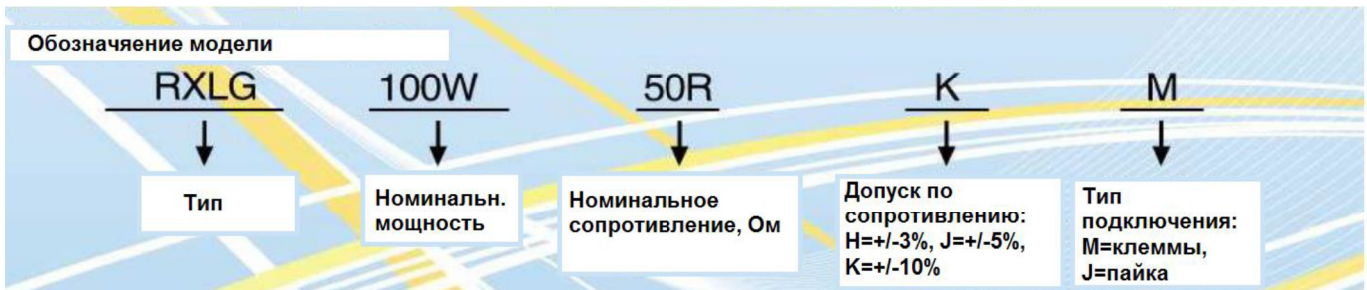 Обозначяение модели
RXLG 100W 50R K M
Тип
Номинальн.
мощность
Номинальное
сопротивление, Ом
Допуск по
сопротивлению:
H=+/-3%, J=+/-5%,
K=+/-10%
Тип
подключения:
M=клеммы,
J=пайка